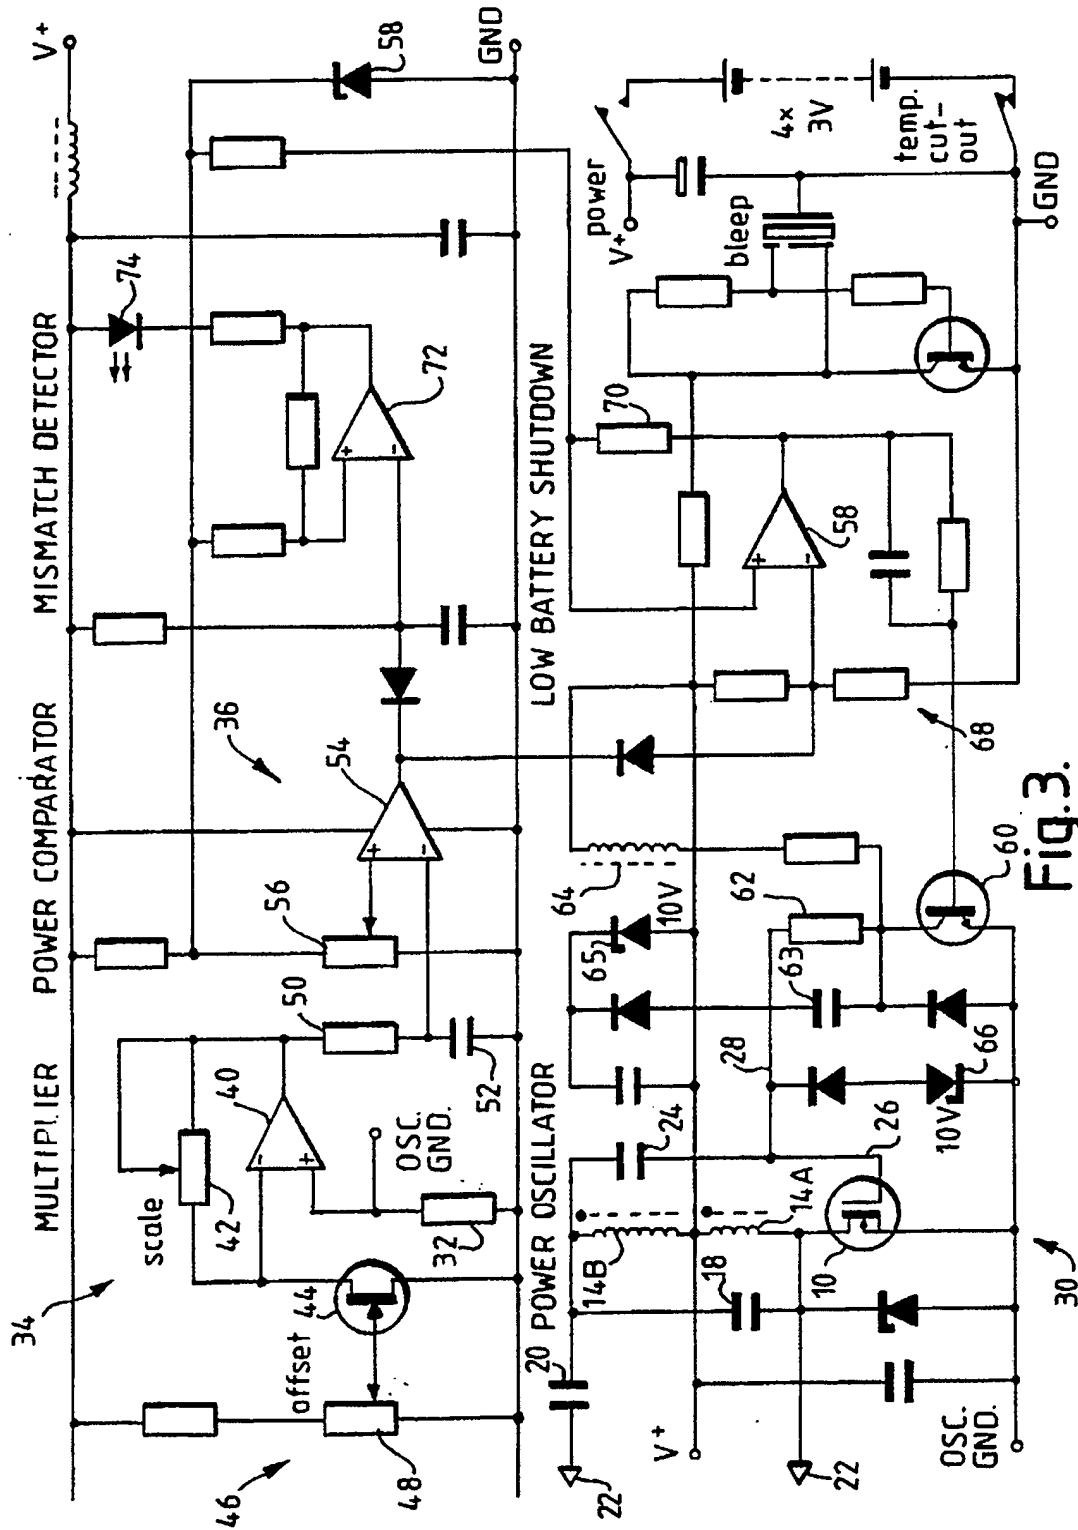 MULTIPLIER
POWER COMPARATOR
MISMATCH DETECTOR
V+
34
36
74
scale
42
40
50
56
54
72
58
46
offset
44
48
32
OSC.
GND.
52
GND
20
POWER OSCILLATOR
LOW BATTERY SHUTDOWN
22
14B
24
65
64
10V
70
power
V+
V+
18
14A
28
63
62
58
bleep
4x
3V
22
10
26
10V
66
60
68
temp.
cut-
out
OSC.
GND.
30
GND
Fig.3.